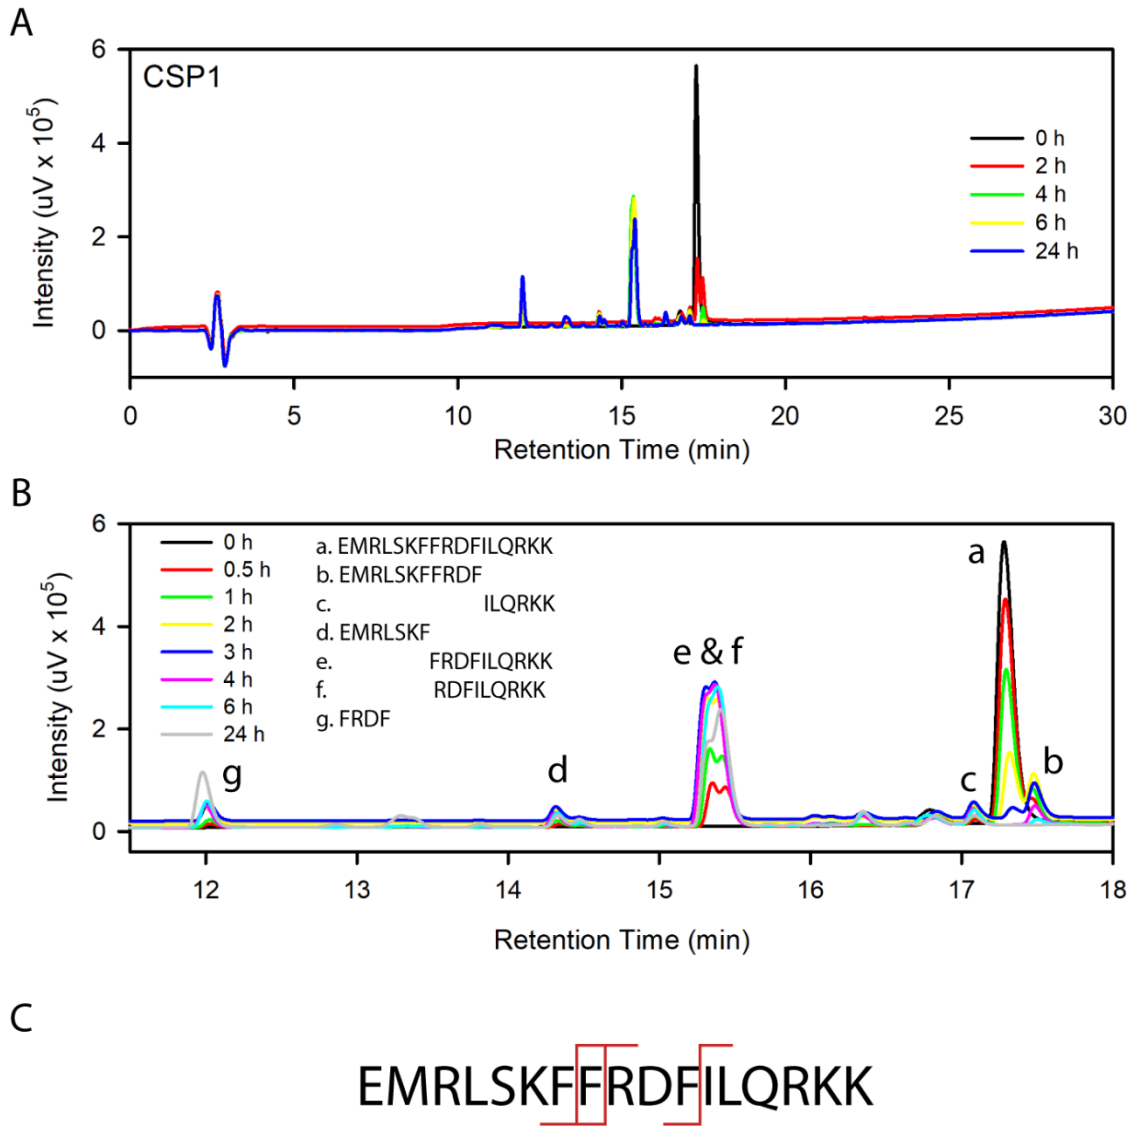 A
CSP1
Intensity (uV x 10⁵)
6
4
2
0
0 h
2 h
4 h
6 h
24 h
0 5 10 15 20 25 30
Retention Time (min)
B
Intensity (uV x 10⁵)
6
4
2
0
0 h
0.5 h
1 h
2 h
3 h
4 h
6 h
24 h
a. EMRLSKFFRDFILQRKK
b. EMRLSKFFRDF
c. ILQRKK
d. EMRLSKF
e. FRDFILQRKK
f. RDFILQRKK
g. FRDF
g
d
e & f
c
a
b
12 13 14 15 16 17 18
Retention Time (min)
C
EMRLSKFFRDFILQRKK